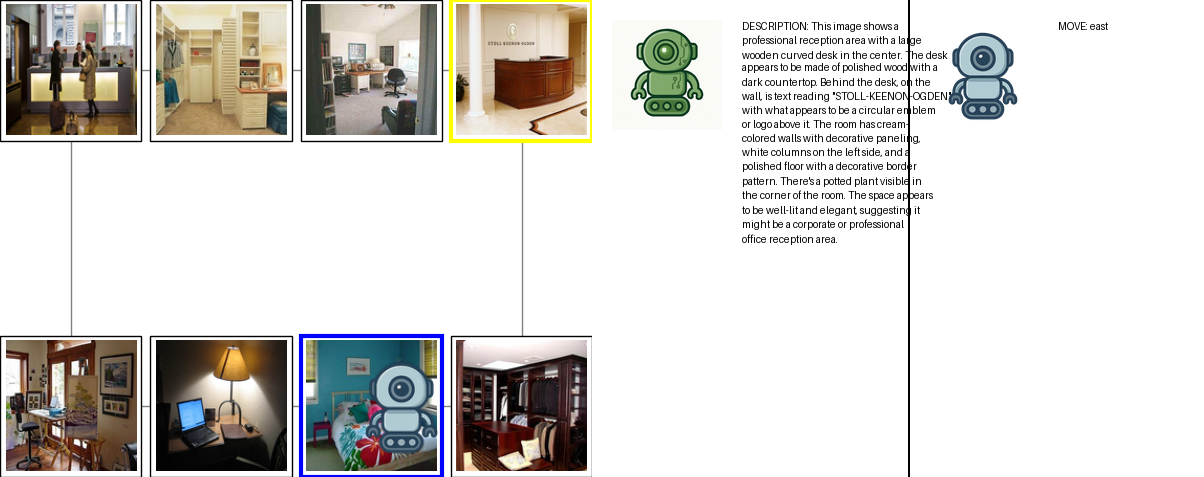 STOLL·KEENON·OGDEN
DESCRIPTION: This image shows a
professional reception area with a large
wooden curved desk in the center. The desk
appears to be made of polished wood with a
dark countertop. Behind the desk, on the
wall, is text reading "STOLL-KEENON-OGDEN"
with what appears to be a circular emblem
or logo above it. The room has cream-
colored walls with decorative paneling,
white columns on the left side, and a
polished floor with a decorative border
pattern. There's a potted plant visible in
the corner of the room. The space appears
to be well-lit and elegant, suggesting it
might be a corporate or professional
office reception area.
MOVE: east